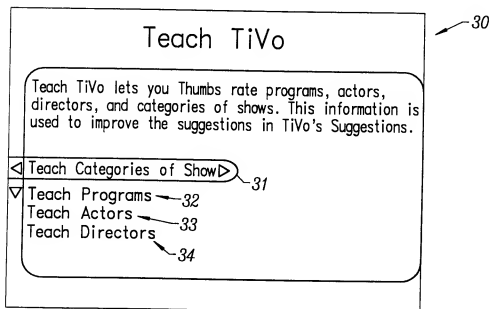 Teach TiVo
30
Teach TiVo lets you Thumbs rate programs, actors,
directors, and categories of shows. This information is
used to improve the suggestions in TiVo's Suggestions.
Teach Categories of Show
31
Teach Programs 32
Teach Actors 33
Teach Directors
34